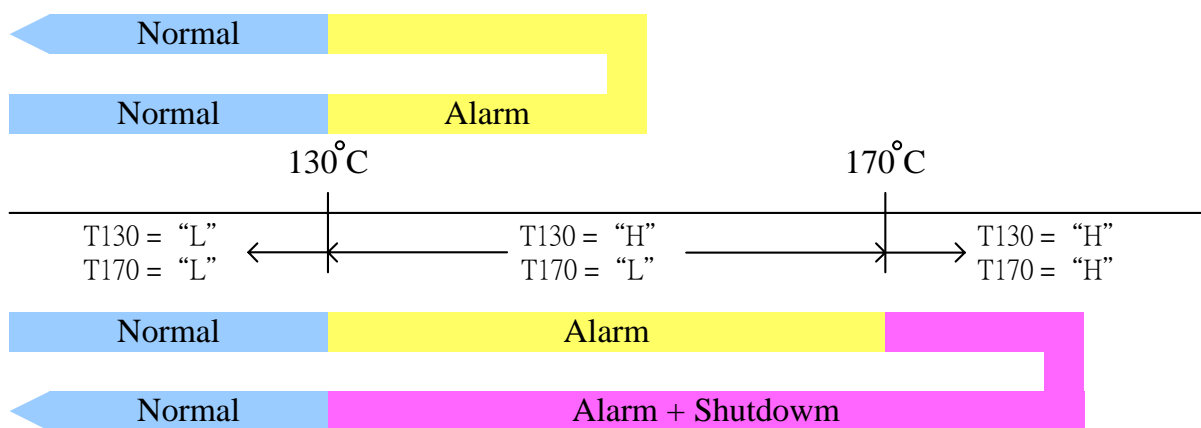 Normal
Normal Alarm
130°C 170°C
T130 = “L” T130 = “H” T130 = “H”
T170 = “L” T170 = “L” T170 = “H”
Normal Alarm
Normal Alarm + Shutdowm